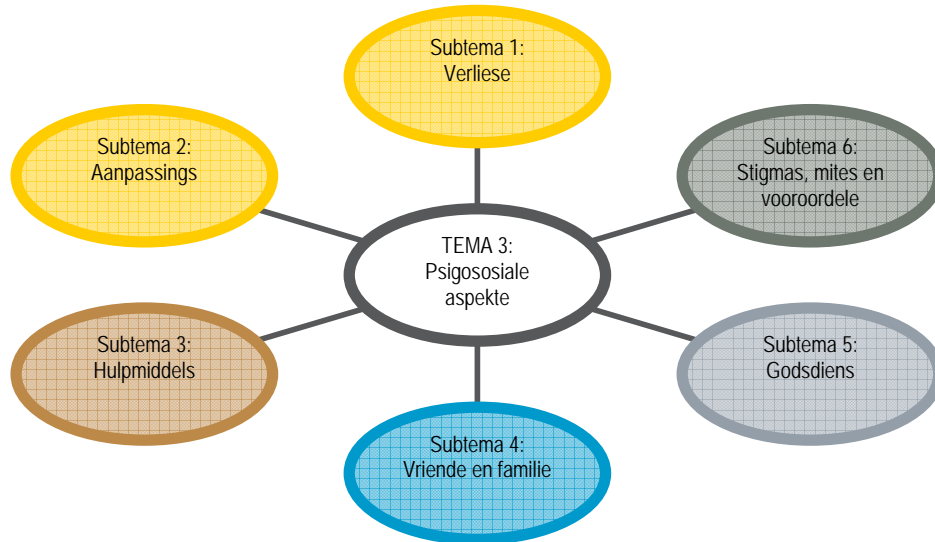 Subtema 1:
Verliese
Subtema 2:
Aanpassings
Subtema 6:
Stigmas, mites en
vooroordele
TEMA 3:
Psigososiale
aspekte
Subtema 3:
Hulpmiddels
Subtema 5:
Godsdiens
Subtema 4:
Vriende en familie